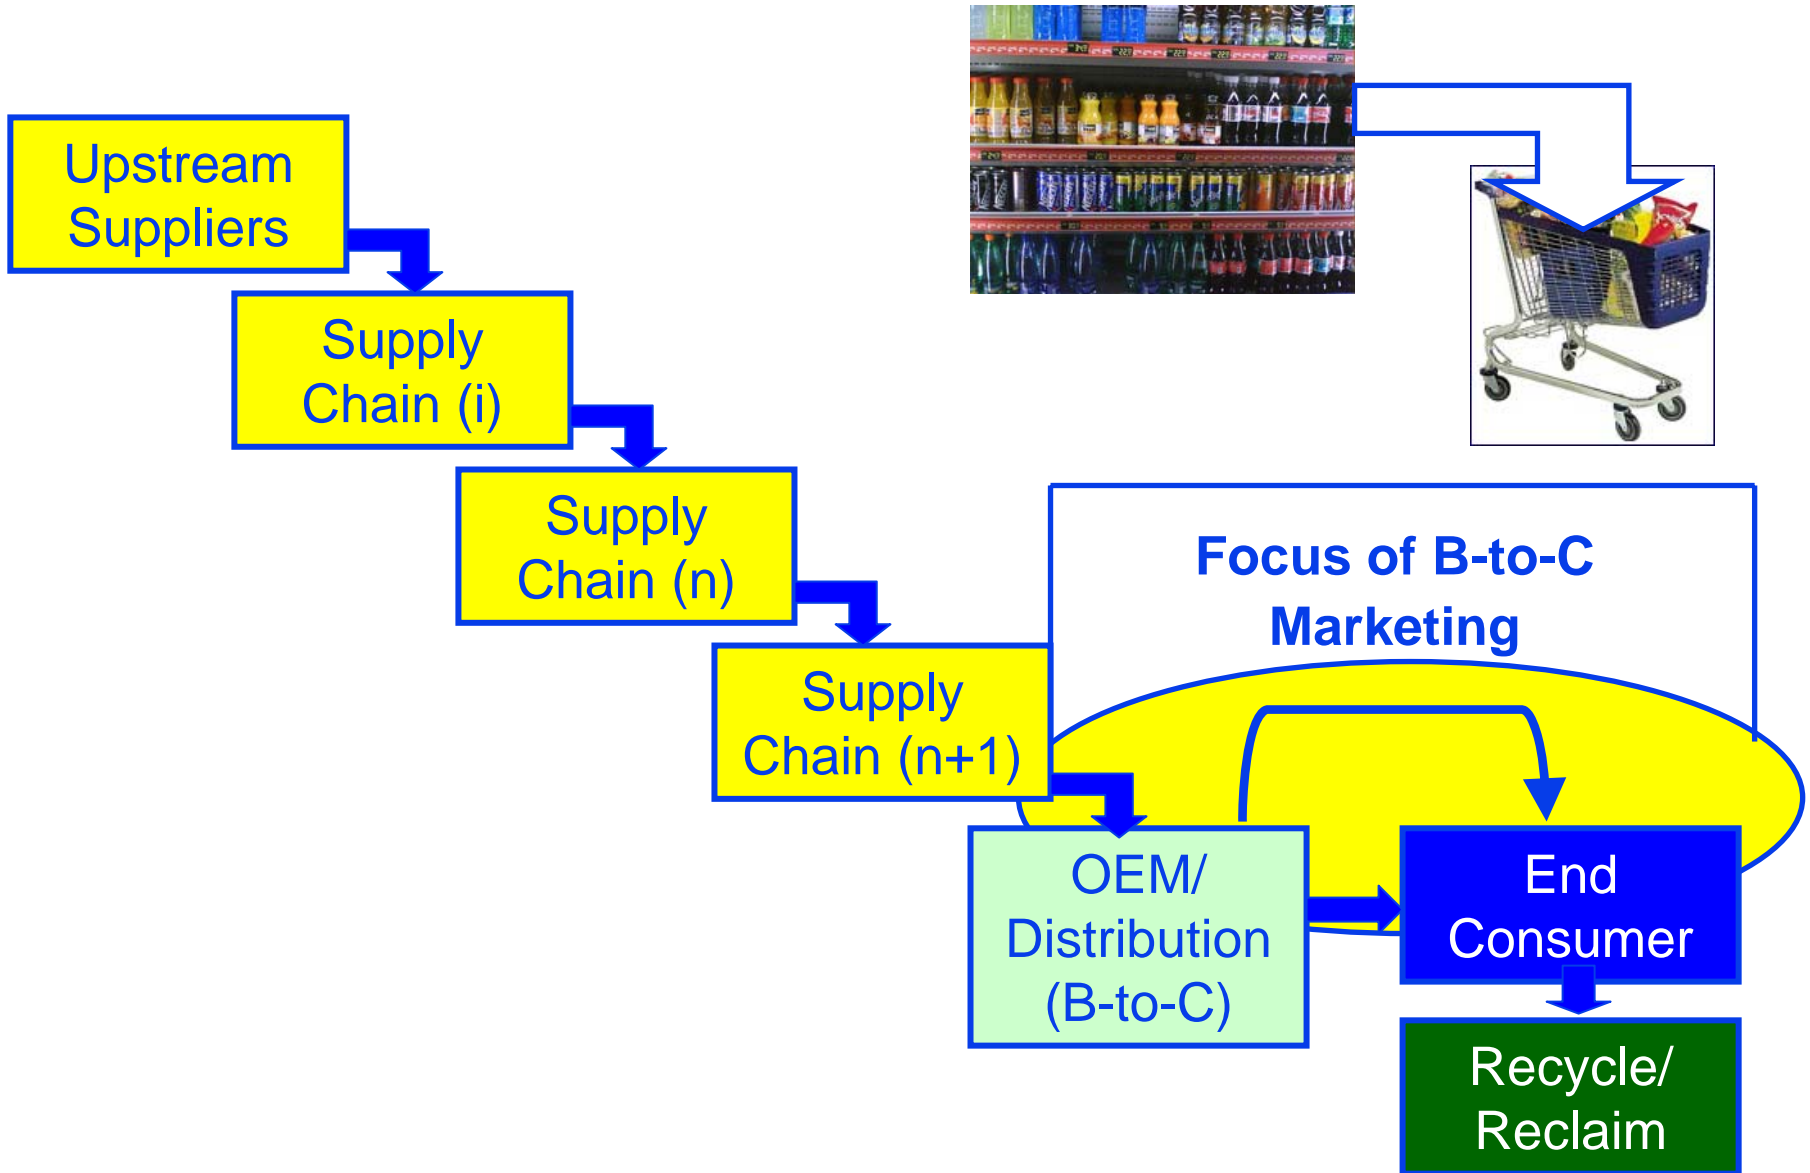 Upstream
Suppliers
Supply
Chain (i)
Supply
Chain (n)
Supply
Chain (n+1)
Focus of B-to-C
Marketing
OEM/
Distribution
(B-to-C)
End
Consumer
Recycle/
Reclaim